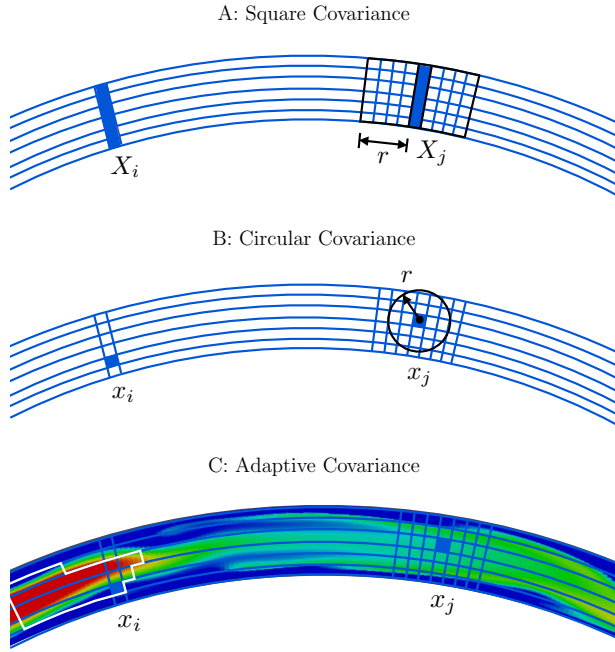 A: Square Covariance
X_i
r
X_j
B: Circular Covariance
r
x_i
x_j
C: Adaptive Covariance
x_i
x_j